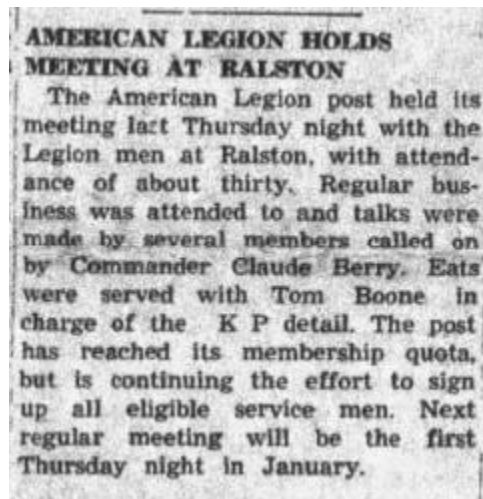 AMERICAN LEGION HOLDS
MEETING AT RALSTON
The American Legion post held its
meeting last Thursday night with the
Legion men at Ralston, with attend-
ance of about thirty. Regular bus-
iness was attended to and talks were
made by several members called on
by Commander Claude Berry. Eats
were served with Tom Boone in
charge of the K P detail. The post
has reached its membership quota,
but is continuing the effort to sign
up all eligible service men. Next
regular meeting will be the first
Thursday night in January.